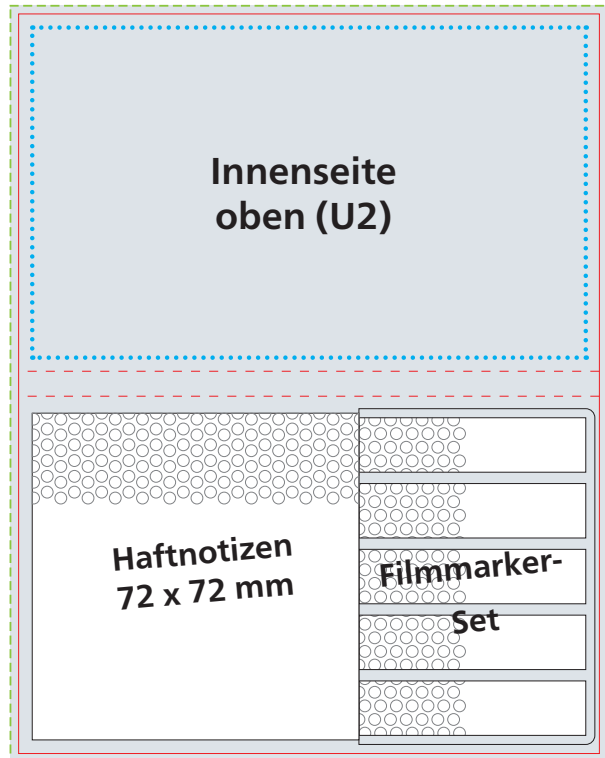 Innenseite
oben (U2)
Haftnotizen
72 x 72 mm
Filmmarker-
Set